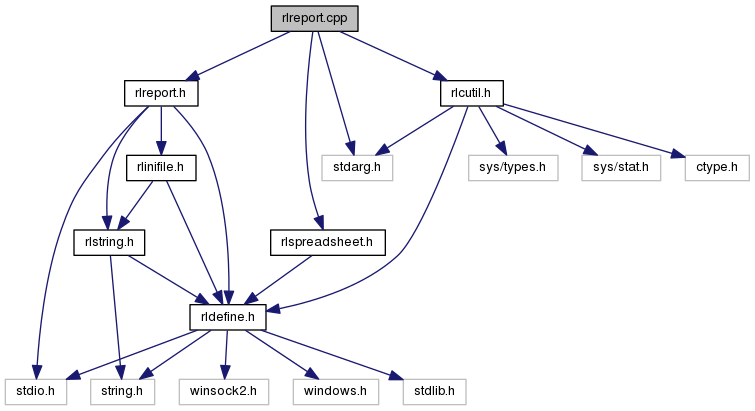 rlreport.cpp
rlreport.h
rlcutil.h
rlinifile.h
stdarg.h
sys/types.h
sys/stat.h
ctype.h
rlstring.h
rlspreadsheet.h
rldefine.h
stdio.h
string.h
winsock2.h
windows.h
stdlib.h